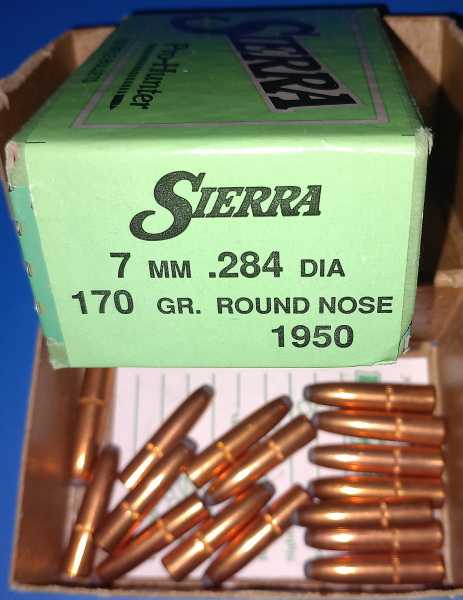 SIERRA
Pro-Hunter
SIERRA
7 MM .284 DIA
170 GR. ROUND NOSE
1950